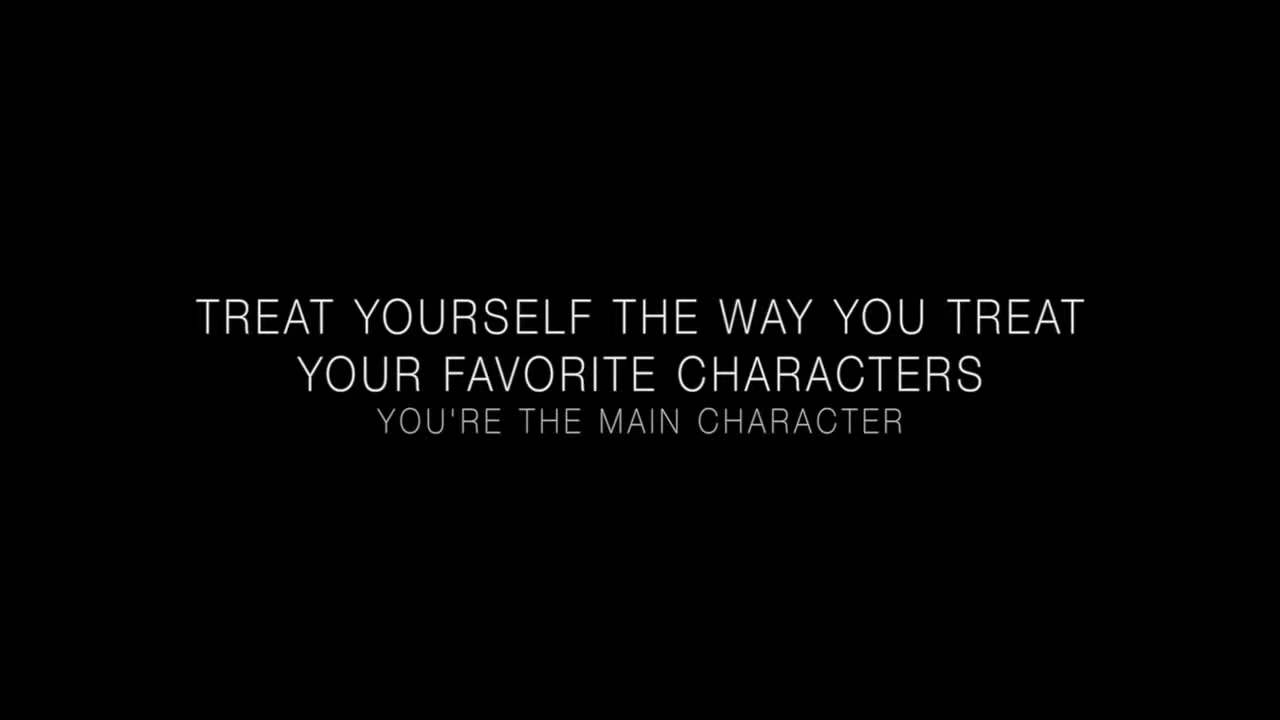 TREAT YOURSELF THE WAY YOU TREAT
YOUR FAVORITE CHARACTERS
YOU'RE THE MAIN CHARACTER